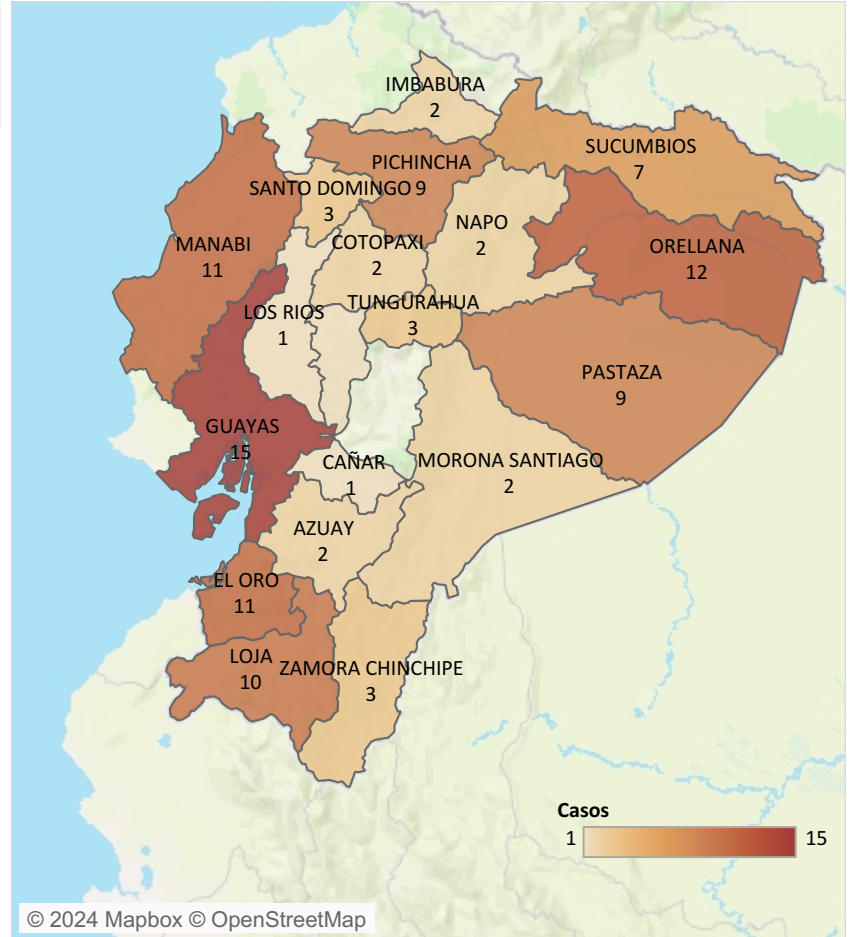 IMBABURA
2
SUCUMBIOS
7
PICHINCHA
9
SANTO DOMINGO
3
NAPO
2
MANABI
11
COTOPAXI
2
ORELLANA
12
TUNGURAHUA
3
LOS RIOS
1
PASTAZA
9
GUAYAS
15
CAÑAR
1
MORONA SANTIAGO
2
AZUAY
2
EL ORO
11
LOJA
10
ZAMORA CHINCHIPE
3
Casos
1 15
© 2024 Mapbox © OpenStreetMap